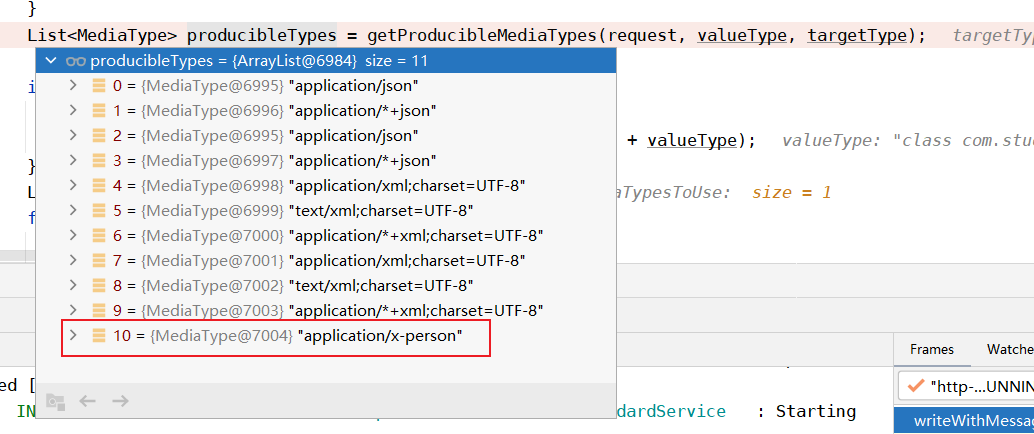 }
List<MediaType> producibleTypes = getProducibleMediaTypes(request, valueType, targetType); targetTy
producibleTypes = {ArrayList@6984} size = 11
0 = {MediaType@6995} "application/json"
1 = {MediaType@6996} "application/*+json"
2 = {MediaType@6995} "application/json"
+ valueType); valueType: "class com.stu
3 = {MediaType@6997} "application/*+json"
}
4 = {MediaType@6998} "application/xml;charset=UTF-8"
L
aTypesToUse: size = 1
5 = {MediaType@6999} "text/xml;charset=UTF-8"
f
6 = {MediaType@7000} "application/*+xml;charset=UTF-8"
7 = {MediaType@7001} "application/xml;charset=UTF-8"
8 = {MediaType@7002} "text/xml;charset=UTF-8"
9 = {MediaType@7003} "application/*+xml;charset=UTF-8"
10 = {MediaType@7004} "application/x-person"
Frames Watche
ed [
"http-...UNNIN
IN
dardService : Starting
writeWithMessa